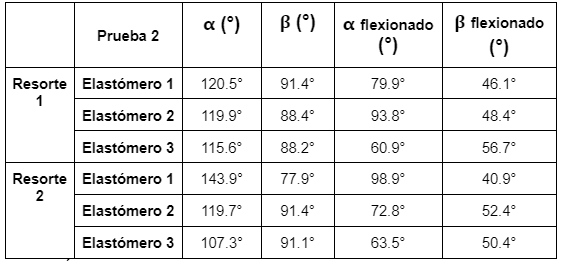 Prueba 2 α (°) β (°) α flexionado (°) β flexionado (°)
Resorte 1 Elastómero 1 120.5° 91.4° 79.9° 46.1°
Elastómero 2 119.9° 88.4° 93.8° 48.4°
Elastómero 3 115.6° 88.2° 60.9° 56.7°
Resorte 2 Elastómero 1 143.9° 77.9° 98.9° 40.9°
Elastómero 2 119.7° 91.4° 72.8° 52.4°
Elastómero 3 107.3° 91.1° 63.5° 50.4°